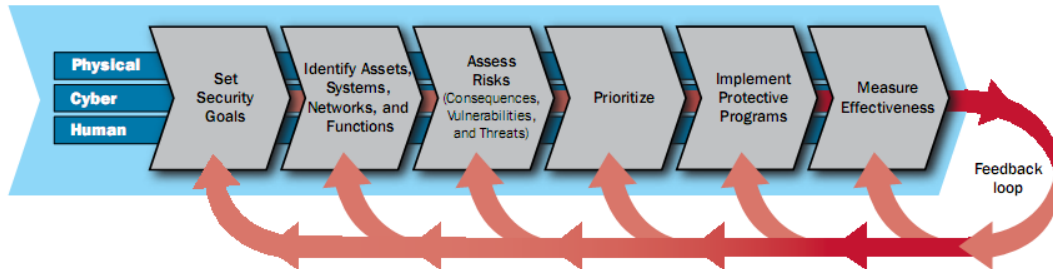 Physical
Cyber
Human
Set
Security
Goals
Identify Assets,
Systems,
Networks, and
Functions
Assess
Risks
(Consequences,
Vulnerabilities,
and Threats)
Prioritize
Implement
Protective
Programs
Measure
Effectiveness
Feedback
loop